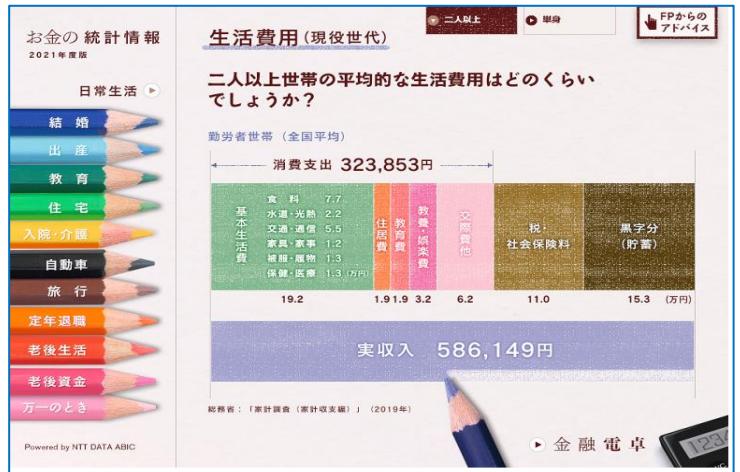 お金の 統計情報
2021年度版
日常生活
結婚
出産
教育
住宅
入院・介護
自動車
旅行
定年退職
老後生活
老後資金
万一のとき
Powered by NTT DATA ABIC
生活費用(現役世代)
二人以上
単身
FPからの
アドバイス
二人以上世帯の平均的な生活費用はどのくらい
でしょうか？
勤労者世帯（全国平均）
消費支出 323,853円
基本生活費
食料 7.7
水道・光熱 2.2
交通・通信 5.5
家具・家事 1.2
被服・履物 1.3
保健・医療 1.3 (万円)
住居費
教育費
教養・娯楽費
交際費他
税・
社会保険料
黒字分
(貯蓄)
19.2 1.9 1.9 3.2 6.2 11.0 15.3 (万円)
実収入 586,149円
総務省：「家計調査（家計収支編）」（2019年）
金融電卓
1234